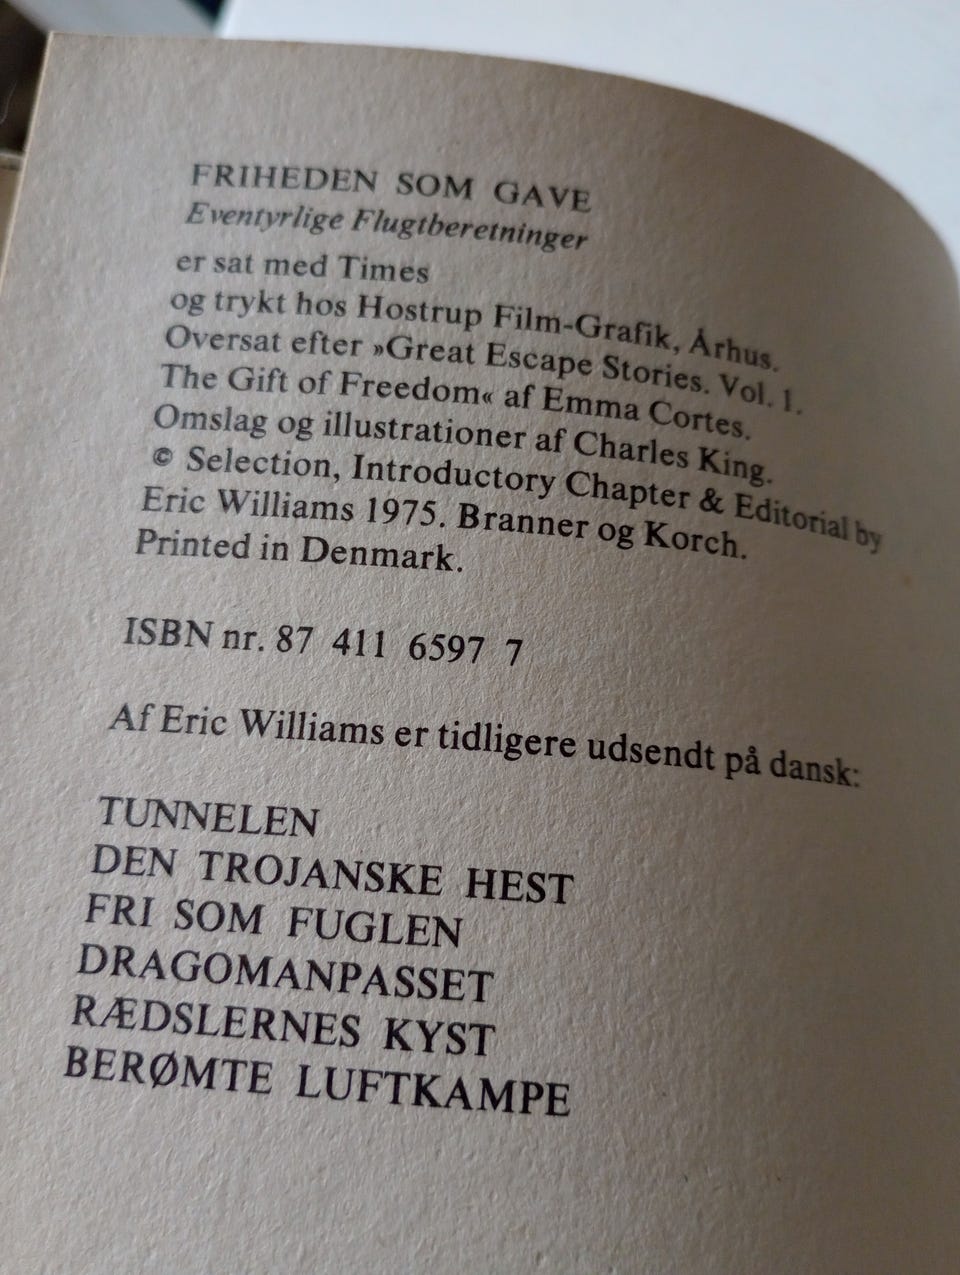 FRIHEDEN SOM GAVE
Eventyrlige Flugtberetninger
er sat med Times
og trykt hos Hostrup Film-Grafik, Århus.
Oversat efter »Great Escape Stories. Vol. 1.
The Gift of Freedom« af Emma Cortes.
Omslag og illustrationer af Charles King.
© Selection, Introductory Chapter & Editorial by
Eric Williams 1975. Branner og Korch.
Printed in Denmark.
ISBN nr. 87 411 6597 7
Af Eric Williams er tidligere udsendt på dansk:
TUNNELEN
DEN TROJANSKE HEST
FRI SOM FUGLEN
DRAGOMANPASSET
RÆDSLERNES KYST
BERØMTE LUFTKAMPE